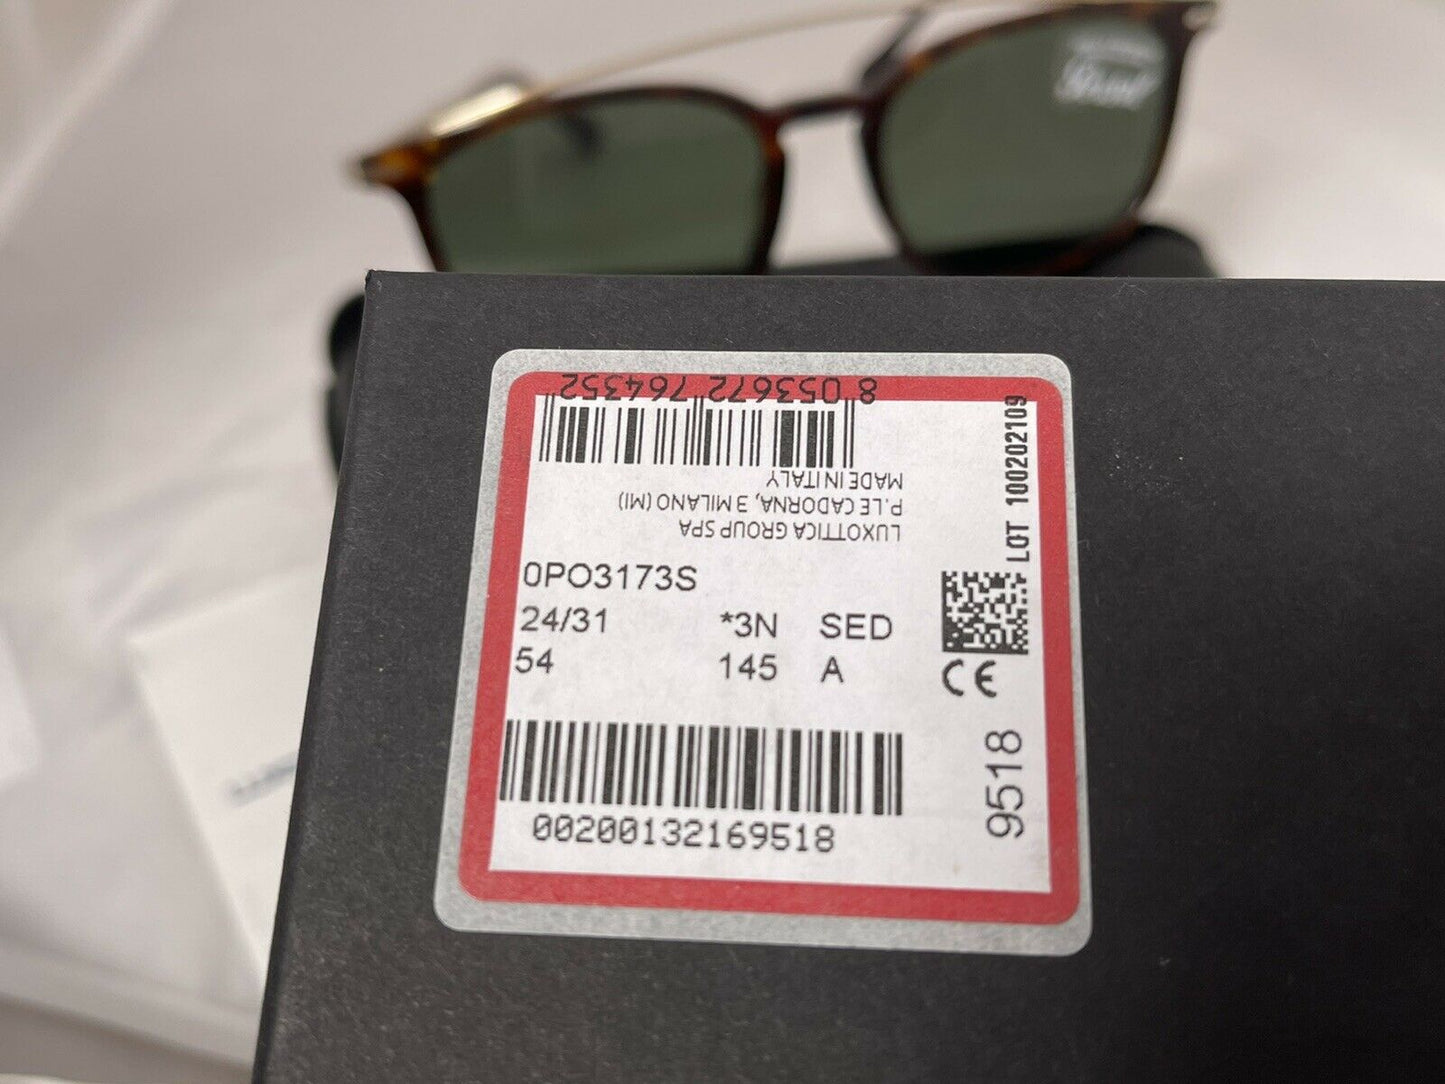 Persol
8 053672 764352
MADE IN ITALY
P.LE CADORNA, 3 MILANO (MI)
LUXOTTICA GROUP SPA
LOT 100202109
0PO3173S
24/31 *3N SED
54 145 A
CE
9518
00200132169518